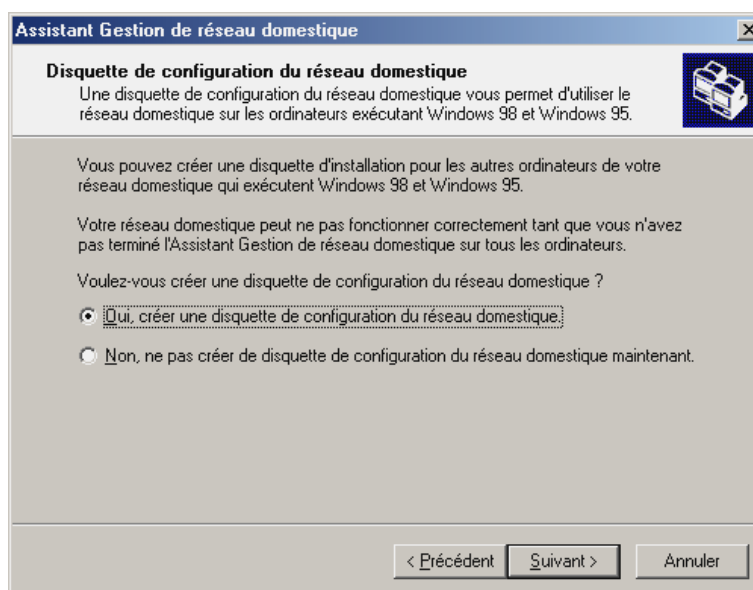 Assistant Gestion de réseau domestique
Disquette de configuration du réseau domestique
Une disquette de configuration du réseau domestique vous permet d'utiliser le
réseau domestique sur les ordinateurs exécutant Windows 98 et Windows 95.
Vous pouvez créer une disquette d'installation pour les autres ordinateurs de votre
réseau domestique qui exécutent Windows 98 et Windows 95.
Votre réseau domestique peut ne pas fonctionner correctement tant que vous n'avez
pas terminé l'Assistant Gestion de réseau domestique sur tous les ordinateurs.
Voulez-vous créer une disquette de configuration du réseau domestique ?
Oui, créer une disquette de configuration du réseau domestique.
Non, ne pas créer de disquette de configuration du réseau domestique maintenant.
< Précédent
Suivant >
Annuler